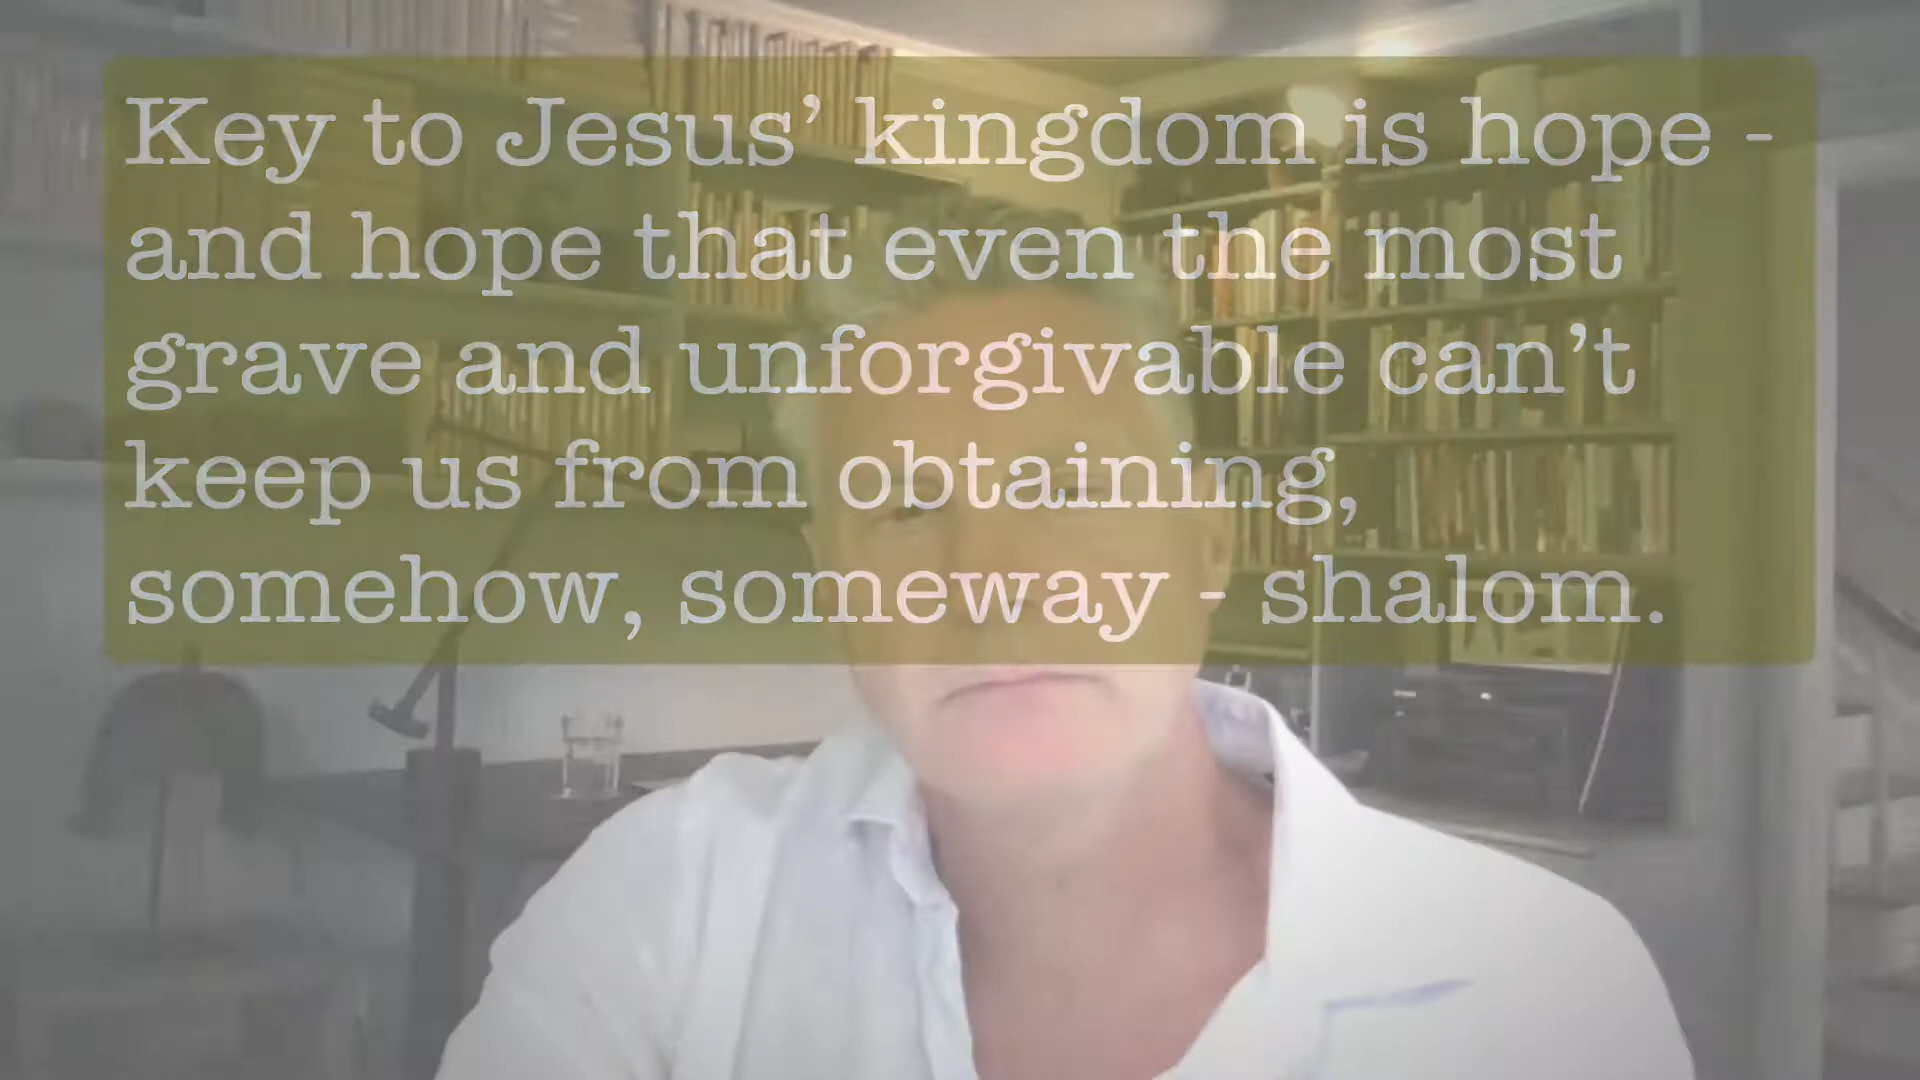 Key to Jesus’ kingdom is hope -
and hope that even the most
grave and unforgivable can’t
keep us from obtaining,
somehow, someway - shalom.